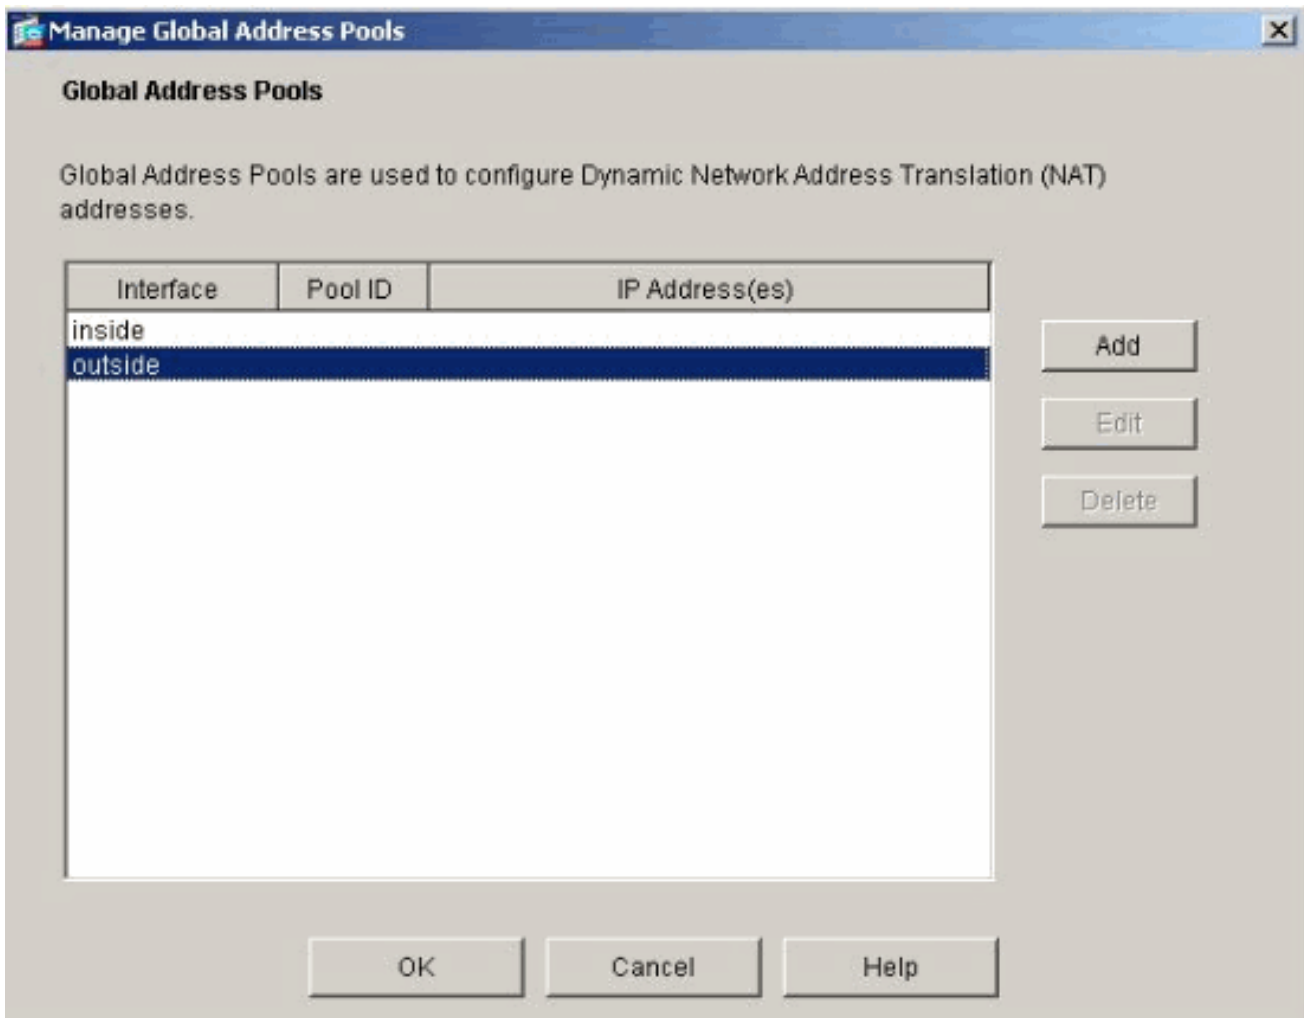 Manage Global Address Pools
Global Address Pools
Global Address Pools are used to configure Dynamic Network Address Translation (NAT)
addresses.
Interface Pool ID IP Address(es)
inside
outside
Add
Edit
Delete
OK Cancel Help